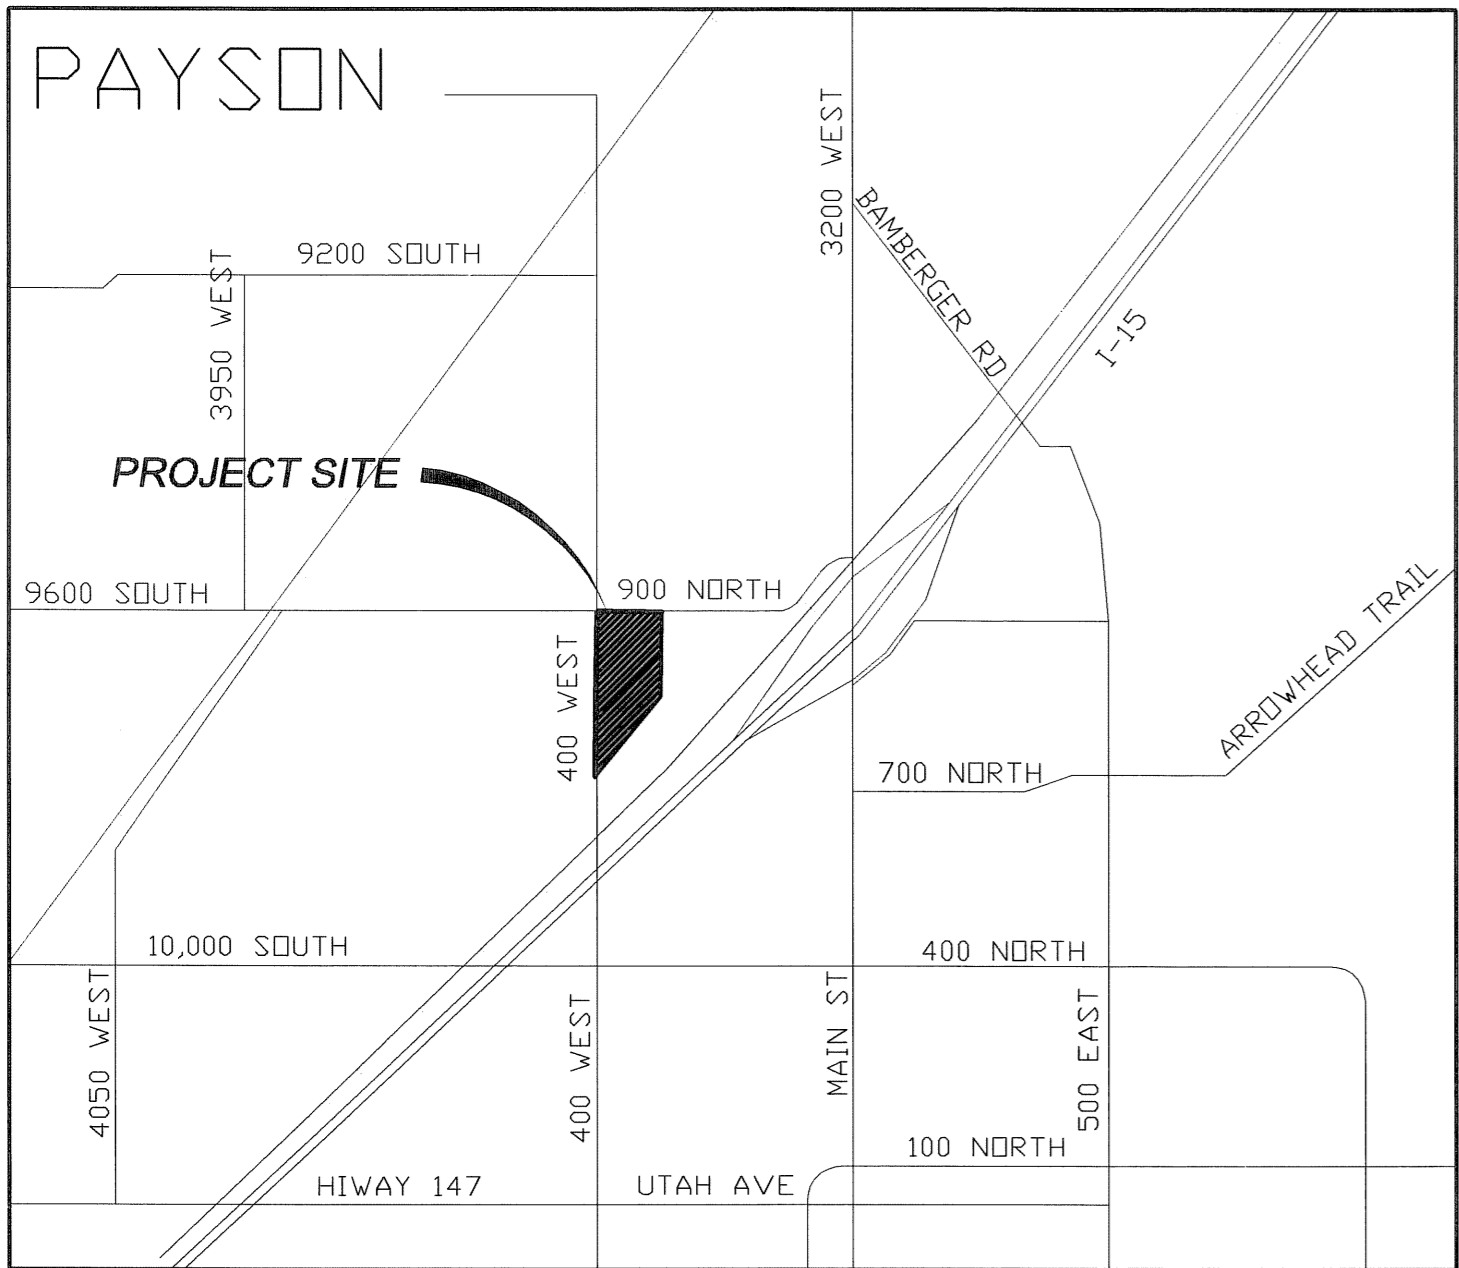 PAYSON
3200 WEST
BAMBERGER RD
9200 SOUTH
3950 WEST
I-15
PROJECT SITE
9600 SOUTH
900 NORTH
400 WEST
ARROWHEAD TRAIL
700 NORTH
10,000 SOUTH
400 NORTH
4050 WEST
400 WEST
MAIN ST
500 EAST
100 NORTH
HIWAY 147
UTAH AVE